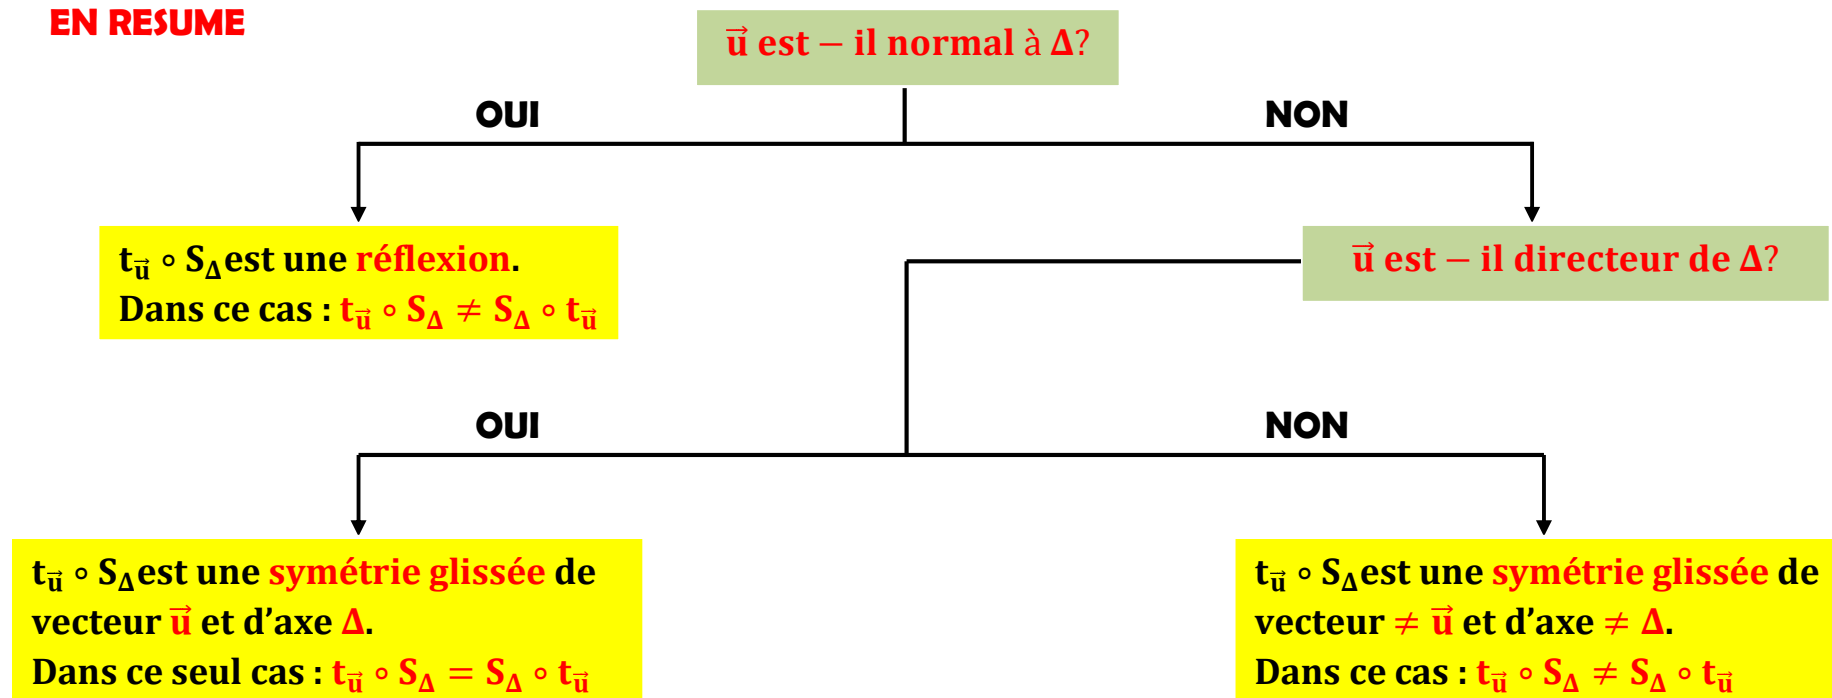 EN RESUME
u⃗ est − il normal à Δ?
OUI
NON
t_u⃗ ∘ S_Δ est une réflexion.
Dans ce cas : t_u⃗ ∘ S_Δ ≠ S_Δ ∘ t_u⃗
u⃗ est − il directeur de Δ?
OUI
NON
t_u⃗ ∘ S_Δ est une symétrie glissée de
vecteur u⃗ et d’axe Δ.
Dans ce seul cas : t_u⃗ ∘ S_Δ = S_Δ ∘ t_u⃗
t_u⃗ ∘ S_Δ est une symétrie glissée de
vecteur ≠ u⃗ et d’axe ≠ Δ.
Dans ce cas : t_u⃗ ∘ S_Δ ≠ S_Δ ∘ t_u⃗